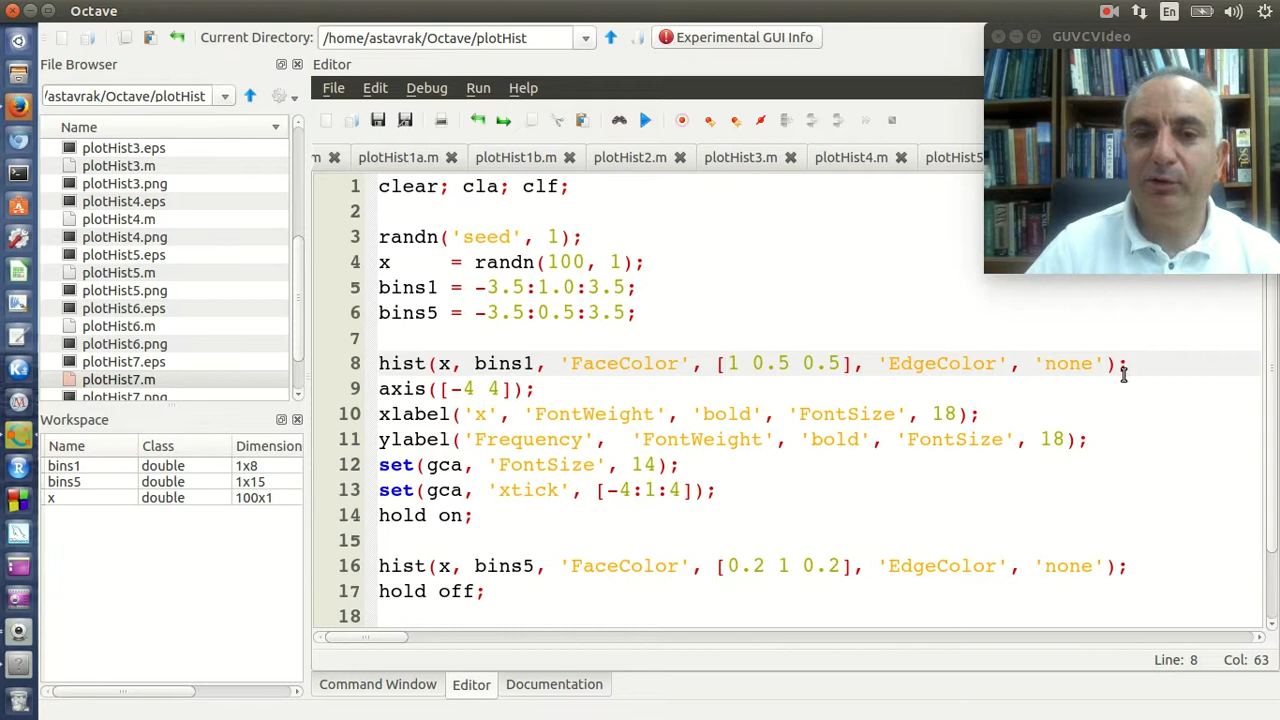 Octave
En
Current Directory:
/home/astavrak/Octave/plotHist
Experimental GUI Info
GUVCVIdeo
File Browser
Editor
/astavrak/Octave/plotHist
File Edit Debug Run Help
Name
plotHist3.eps
plotHist3.m
plotHist3.png
plotHist4.eps
plotHist4.m
plotHist4.png
plotHist5.eps
plotHist5.m
plotHist5.png
plotHist6.eps
plotHist6.m
plotHist6.png
plotHist7.eps
plotHist7.m
plotHist7.png
m plotHist1a.m plotHist1b.m plotHist2.m plotHist3.m plotHist4.m plotHist5
1 clear; cla; clf;
2
3 randn('seed', 1);
4 x = randn(100, 1);
5 bins1 = -3.5:1.0:3.5;
6 bins5 = -3.5:0.5:3.5;
7
8 hist(x, bins1, 'FaceColor', [1 0.5 0.5], 'EdgeColor', 'none');
9 axis([-4 4]);
10 xlabel('x', 'FontWeight', 'bold', 'FontSize', 18);
11 ylabel('Frequency', 'FontWeight', 'bold', 'FontSize', 18);
12 set(gca, 'FontSize', 14);
13 set(gca, 'xtick', [-4:1:4]);
14 hold on;
15
16 hist(x, bins5, 'FaceColor', [0.2 1 0.2], 'EdgeColor', 'none');
17 hold off;
18
Workspace
Name Class Dimension
bins1 double 1x8
bins5 double 1x15
x double 100x1
Line: 8 Col: 63
Command Window Editor Documentation